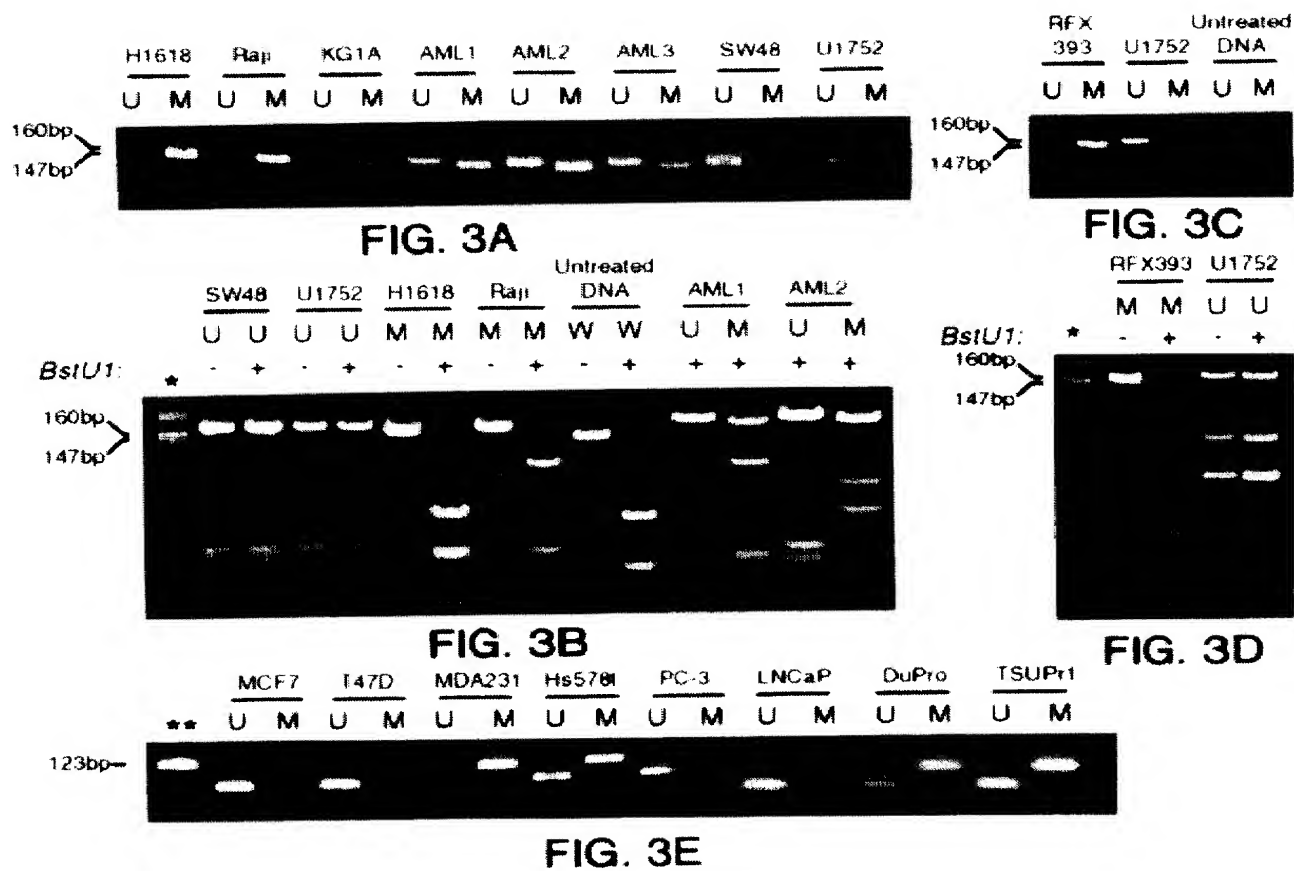 H1618 Raji KG1A AML1 AML2 AML3 SW48 U1752
U M U M U M U M U M U M U M U M
160bp
147bp
FIG. 3A
RFX
393 U1752 Untreated
DNA
U M U M U M
160bp
147bp
FIG. 3C
SW48 U1752 H1618 Raji Untreated
DNA AML1 AML2
U U U U M M M M W W U M U M
BstU1: * - + - + - + - + - + + + + +
160bp
147bp
FIG. 3B
RFX393 U1752
M M U U
BstU1: * - + - +
160bp
147bp
FIG. 3D
MCF7 T47D MDA231 Hs578t PC-3 LNCaP DuPro TSUPr1
** U M U M U M U M U M U M U M U M
123bp-
FIG. 3E